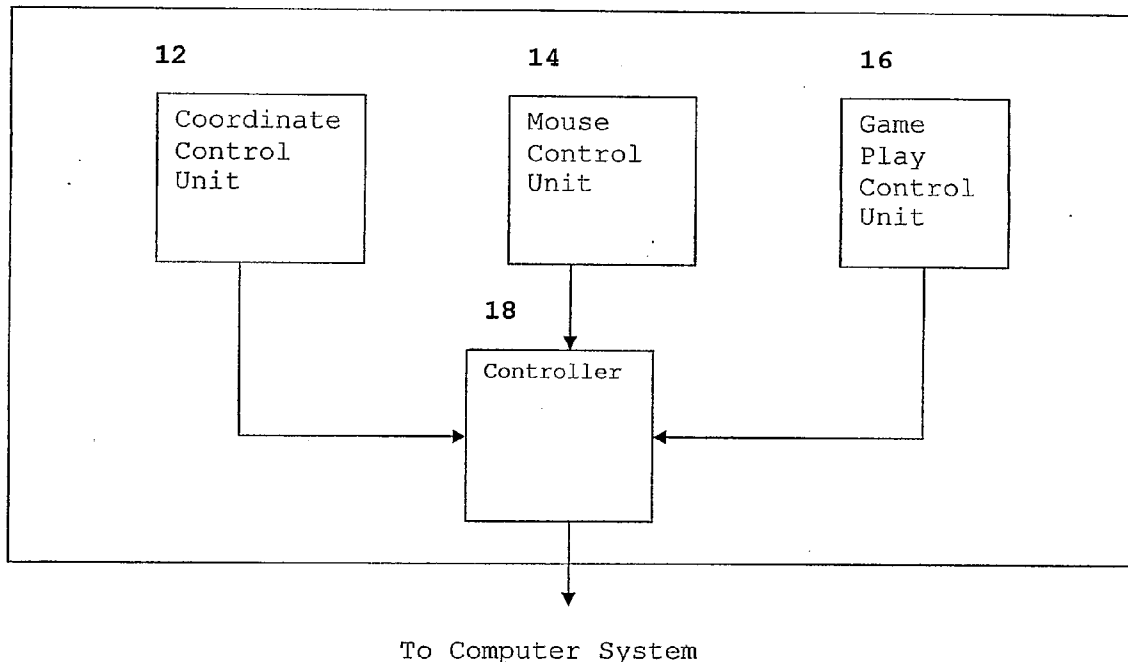 12
Coordinate
Control
Unit
14
Mouse
Control
Unit
16
Game
Play
Control
Unit
18
Controller
To Computer System